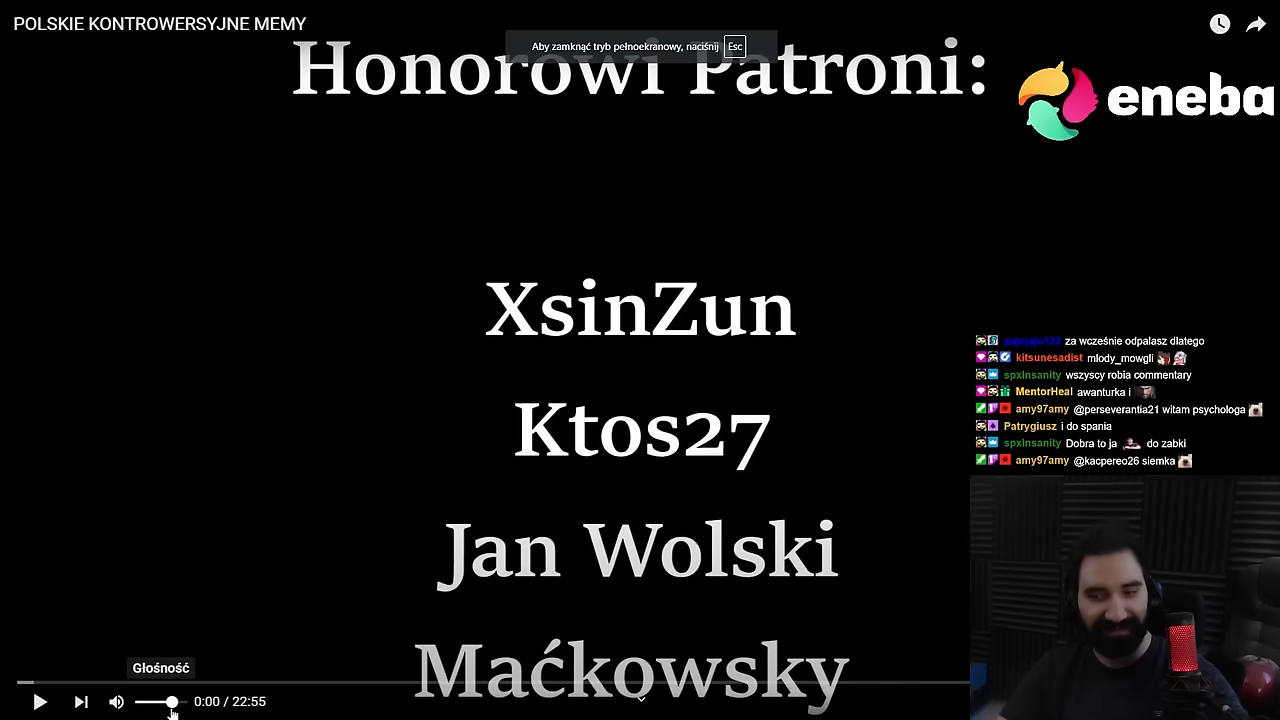 POLSKIE KONTROWERSYJNE MEMY
Aby zamknąć tryb pełnoekranowy, naciśnij Esc
Honorowi Patroni:
eneba
XsinZun
Ktos27
Jan Wolski
Maćkowsky
za wcześnie odpalasz dlatego
kitsunesadist mlody_mowgli
spxInsanity wszyscy robia commentary
MentorHeal awanturka i
amy97amy @perseverantia21 witam psychologa
Patrygiusz i do spania
spxInsanity Dobra to ja do zabki
amy97amy @kacpereo26 siemka
Głośność
0:00 / 22:55